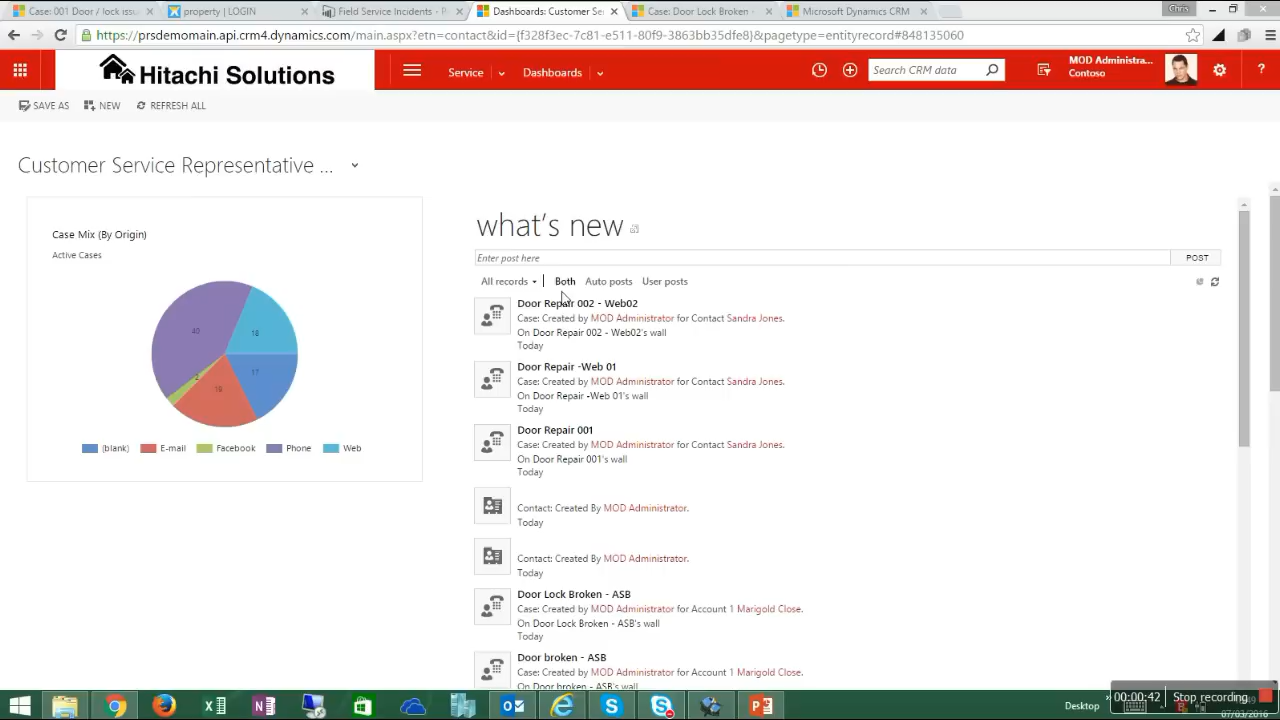 Case: 001 Door / lock issu
property | LOGIN
Field Service Incidents - P
Dashboards: Customer Se
Case: Door Lock Broken -
Microsoft Dynamics CRM
Chris
https://prsdemomain.api.crm4.dynamics.com/main.aspx?etn=contact&id={f328f3ec-7c81-e511-80f9-3863bb35dfe8}&pagetype=entityrecord#848135060
Hitachi Solutions
Service
Dashboards
Search CRM data
MOD Administra...
Contoso
?
SAVE AS
NEW
REFRESH ALL
Customer Service Representative ...
Case Mix (By Origin)
Active Cases
40
18
17
(blank)
E-mail
Facebook
Phone
Web
what's new
Enter post here
POST
All records
Both
Auto posts
User posts
Door Repair 002 - Web02
Case: Created by MOD Administrator for Contact Sandra Jones.
On Door Repair 002 - Web02's wall
Today
Door Repair -Web 01
Case: Created by MOD Administrator for Contact Sandra Jones.
On Door Repair -Web 01's wall
Today
Door Repair 001
Case: Created by MOD Administrator for Contact Sandra Jones.
On Door Repair 001's wall
Today
Contact: Created By MOD Administrator.
Today
Contact: Created By MOD Administrator.
Today
Door Lock Broken - ASB
Case: Created by MOD Administrator for Account 1 Marigold Close.
On Door Lock Broken - ASB's wall
Today
Door broken - ASB
Case: Created by MOD Administrator for Account 1 Marigold Close.
On Door broken - ASB's wall
Desktop
00:00:42
Stop recording
07/03/2016